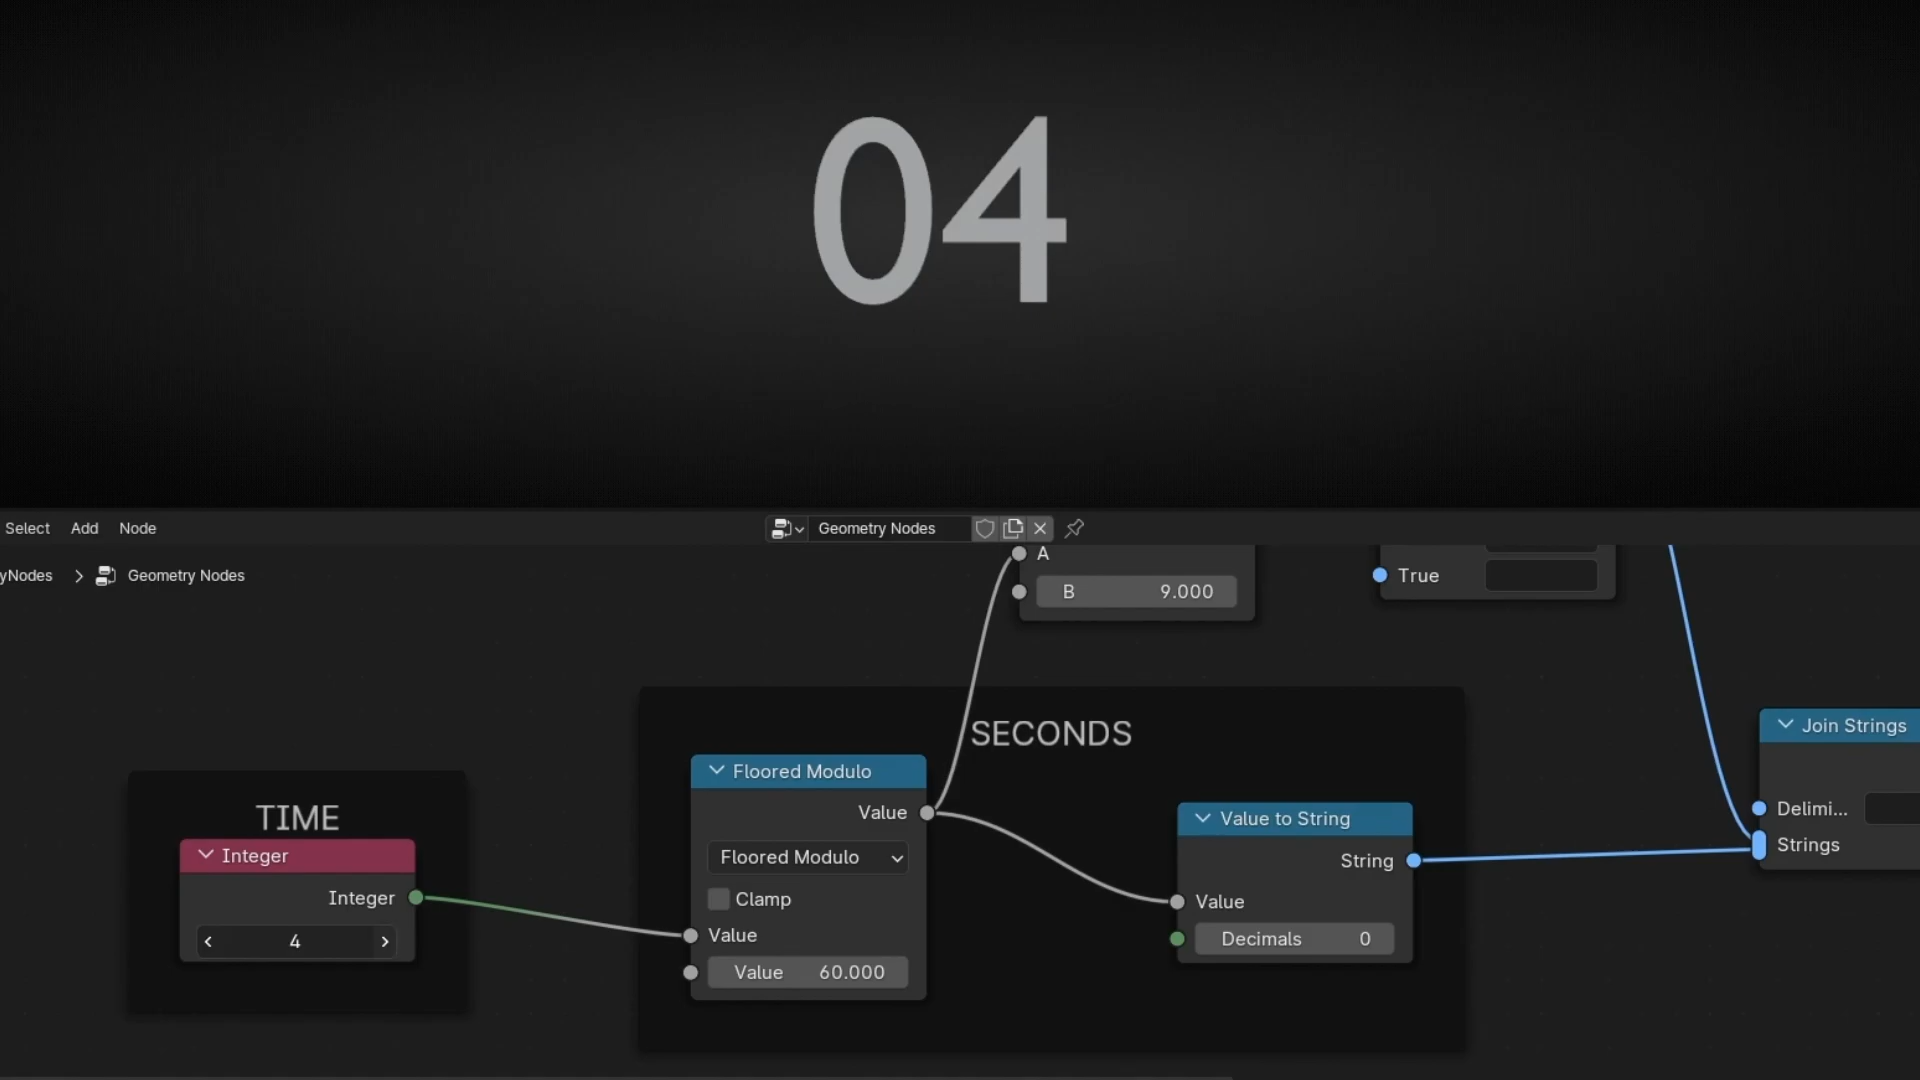 04
Select Add Node
Geometry Nodes
yNodes > Geometry Nodes
A
B 9.000
True
SECONDS
TIME
Integer
Integer
4
Floored Modulo
Value
Floored Modulo
Clamp
Value
Value 60.000
Value to String
String
Value
Decimals 0
Join Strings
Delimi...
Strings